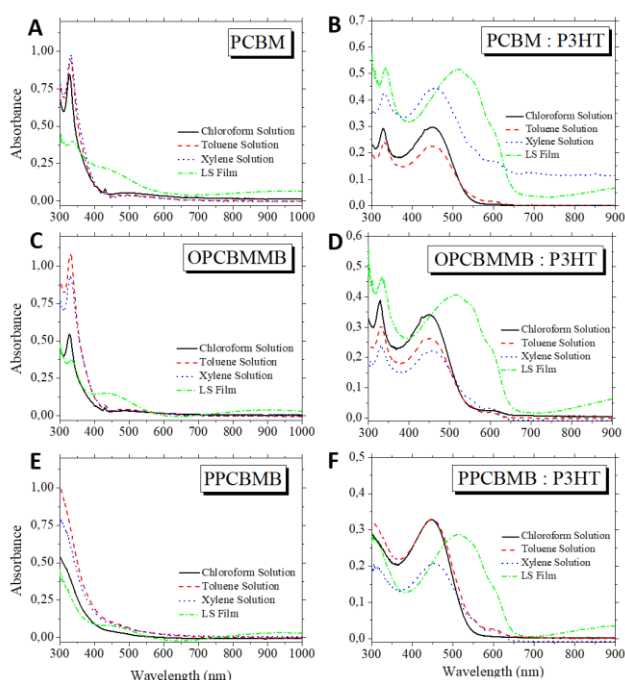 A
PCBM
1,00
0,75
0,50
0,25
0,00
Absorbance
Chloroform Solution
Toluene Solution
Xylene Solution
LS Film
300 400 500 600 700 800 900 1000
B
PCBM : P3HT
0,7
0,6
0,5
0,4
0,3
0,2
0,1
0,0
Chloroform Solution
Toluene Solution
Xylene Solution
LS Film
300 400 500 600 700 800 900
C
OPCBMMB
1,00
0,75
0,50
0,25
0,00
Absorbance
Chloroform Solution
Toluene Solution
Xylene Solution
LS Film
300 400 500 600 700 800 900 1000
D
OPCBMMB : P3HT
0,6
0,5
0,4
0,3
0,2
0,1
0,0
Chloroform Solution
Toluene Solution
Xylene Solution
LS Film
300 400 500 600 700 800 900
E
PPCBMB
1,00
0,75
0,50
0,25
0,00
Absorbance
Chloroform Solution
Toluene Solution
Xylene Solution
LS Film
300 400 500 600 700 800 900 1000
Wavelength (nm)
F
PPCBMB : P3HT
0,5
0,4
0,3
0,2
0,1
0,0
Chloroform Solution
Toluene Solution
Xylene Solution
LS Film
300 400 500 600 700 800 900
Wavelength (nm)